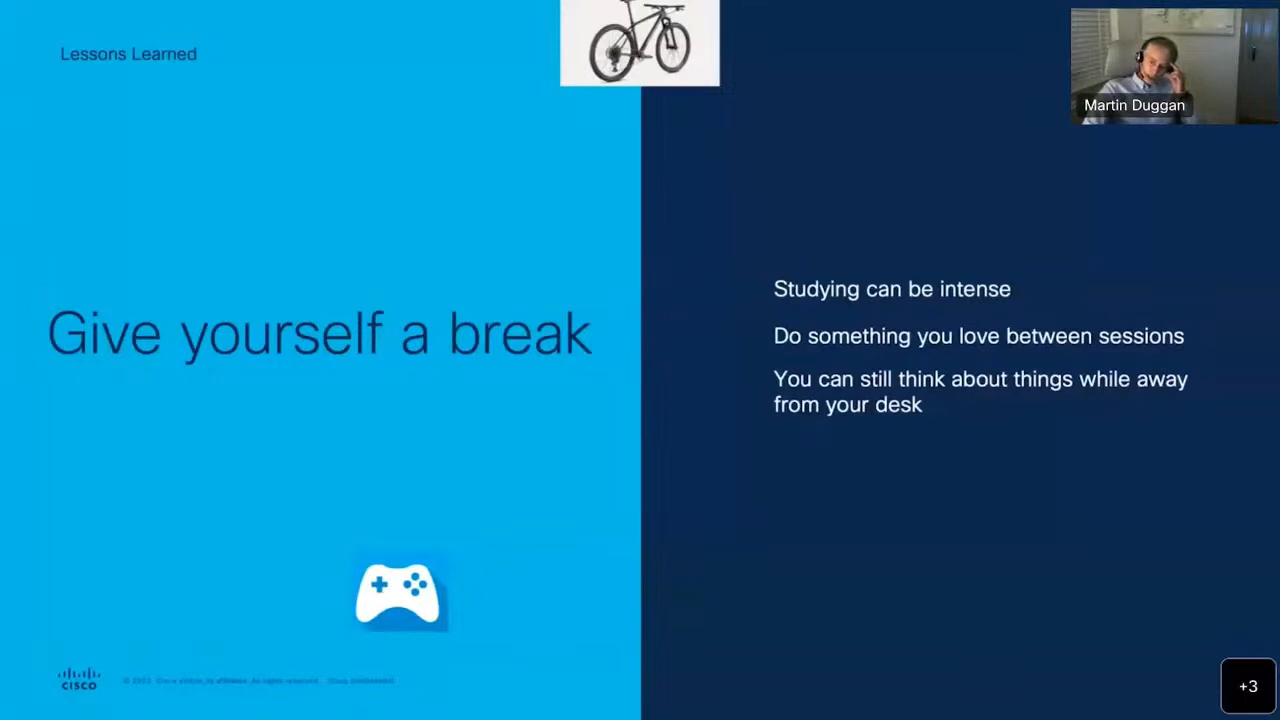 Lessons Learned
Martin Duggan
Give yourself a break
Studying can be intense
Do something you love between sessions
You can still think about things while away
from your desk
CISCO
+3